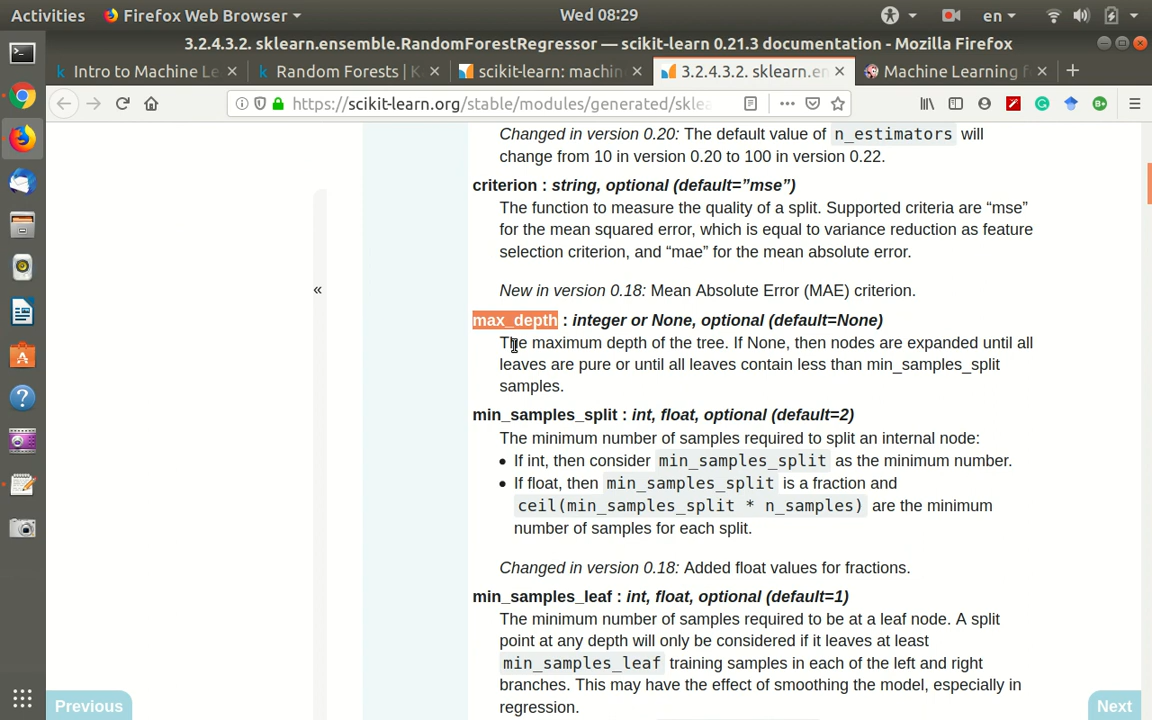 Activities Firefox Web Browser Wed 08:29 en
3.2.4.3.2. sklearn.ensemble.RandomForestRegressor — scikit-learn 0.21.3 documentation - Mozilla Firefox
Intro to Machine Le Random Forests | K scikit-learn: machin 3.2.4.3.2. sklearn.en Machine Learning f
https://scikit-learn.org/stable/modules/generated/sklea
Changed in version 0.20: The default value of n_estimators will
change from 10 in version 0.20 to 100 in version 0.22.
criterion : string, optional (default=”mse”)
The function to measure the quality of a split. Supported criteria are “mse”
for the mean squared error, which is equal to variance reduction as feature
selection criterion, and “mae” for the mean absolute error.
New in version 0.18: Mean Absolute Error (MAE) criterion.
«
max_depth : integer or None, optional (default=None)
The maximum depth of the tree. If None, then nodes are expanded until all
leaves are pure or until all leaves contain less than min_samples_split
samples.
min_samples_split : int, float, optional (default=2)
The minimum number of samples required to split an internal node:
• If int, then consider min_samples_split as the minimum number.
• If float, then min_samples_split is a fraction and
ceil(min_samples_split * n_samples) are the minimum
number of samples for each split.
Changed in version 0.18: Added float values for fractions.
min_samples_leaf : int, float, optional (default=1)
The minimum number of samples required to be at a leaf node. A split
point at any depth will only be considered if it leaves at least
min_samples_leaf training samples in each of the left and right
branches. This may have the effect of smoothing the model, especially in
regression.
Previous Next